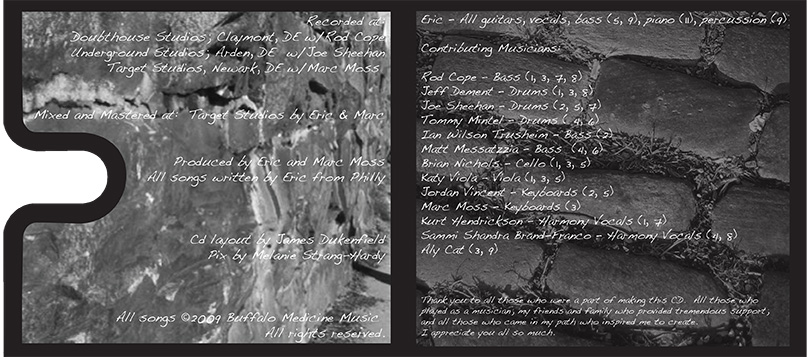 Recorded at:
Doubthouse Studios; Claymont, DE w/Rod Cope
Underground Studios; Arden, DE w/Joe Sheehan
Target Studios, Newark, DE w/ Marc Moss
Mixed and Mastered at: Target Studios by Eric & Marc
Produced by Eric and Marc Moss
All songs written by Eric from Philly
Cd layout by James Dukenfield
Pix by Melanie Strang-Hardy
All songs ©2009 Buffalo Medicine Music
All rights reseived.
Eric - All guitars, vocals, bass (5, 9), piano (11), percussion (9)
Contributing Musicians
Rod Cope - Bass (1, 3, 7, 8)
Jeff Dement - Drums (1, 3, 8)
Joe Sheehan - Drums (2, 5, 7)
Tommy Mintel - Drums (4, 6)
Ian Wilson Trusheim - Bass (2)
Matt Messatzzia - Bass (4, 6)
Brian Nichols - Cello (1, 3, 5)
Katy Viola - Viola (1, 3, 5)
Jordan Vincent - Keyboards (2, 5)
Marc Moss - Keyboards (3)
Kurt Hendrickson - Harmony Vocals (1, 7)
Sammi Shandra Brand-Franco - Harmony Vocals (4, 8)
Aly Cat (3, 9)
Thank you to all those who were a part of making this CD. All those who
played as a musician, my friends and family who provided tremendous support,
and all those who came in my path who inspired me to create.
I appreciate you all so much.